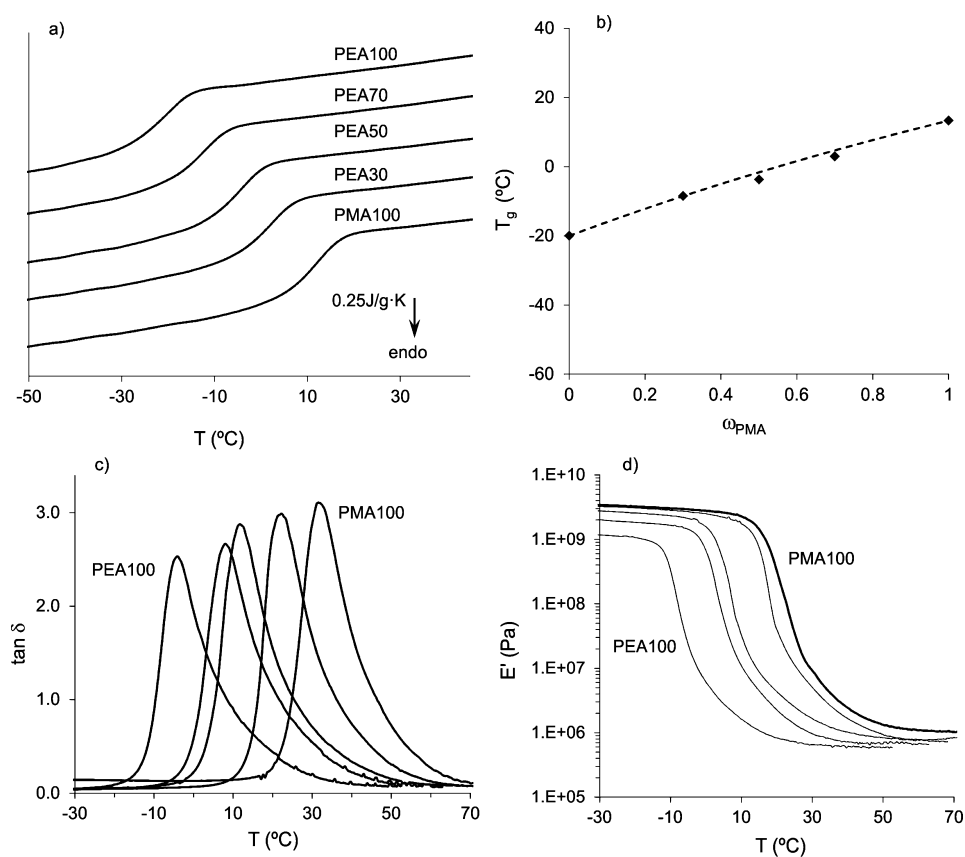 a)
PEA100
PEA70
PEA50
PEA30
PMA100
0.25J/g·K
endo
-50 -30 -10 10 30
T (ºC)
b)
40
20
0
-20
-40
-60
T_g (ºC)
0 0.2 0.4 0.6 0.8 1
ω_PMA
c)
3.0
2.0
1.0
0.0
tan δ
PMA100
PEA100
-30 -10 10 30 50 70
T (ºC)
d)
1.E+10
1.E+09
1.E+08
1.E+07
1.E+06
1.E+05
E' (Pa)
PMA100
PEA100
-30 -10 10 30 50 70
T (ºC)